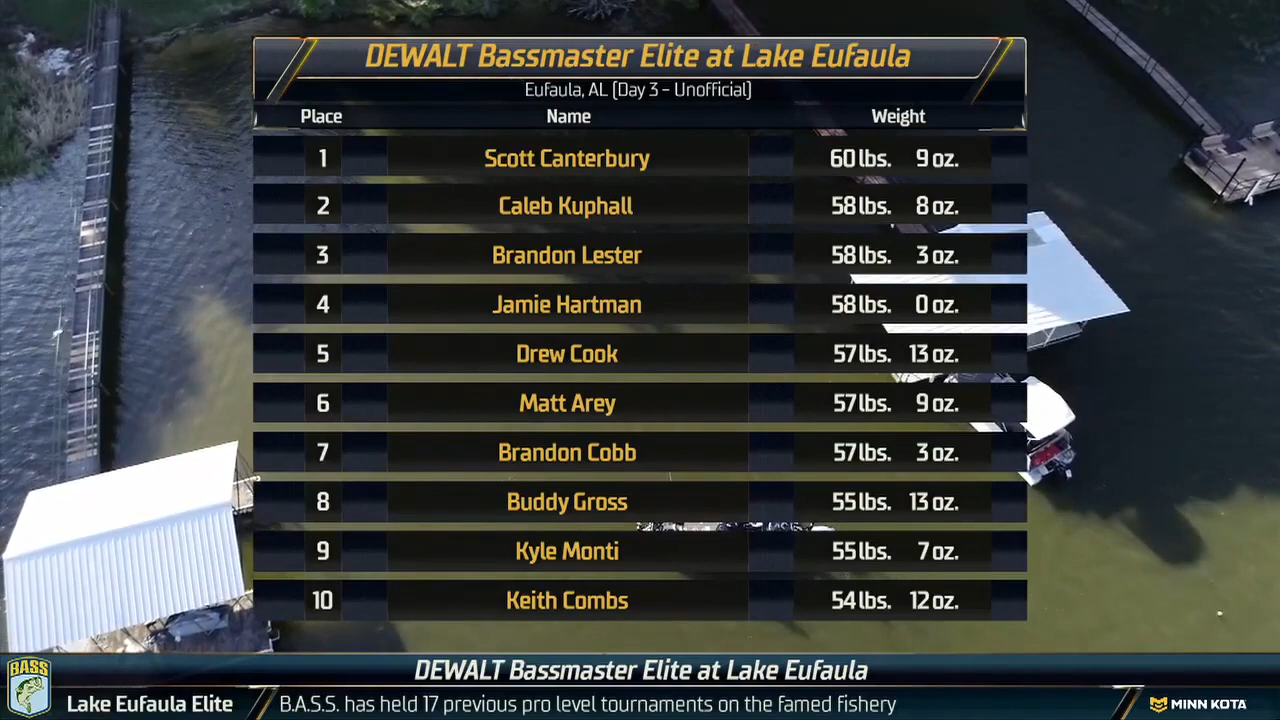 DEWALT Bassmaster Elite at Lake Eufaula
Eufaula, AL (Day 3 - Unofficial)
Place Name Weight
1 Scott Canterbury 60 lbs. 9 oz.
2 Caleb Kuphall 58 lbs. 8 oz.
3 Brandon Lester 58 lbs. 3 oz.
4 Jamie Hartman 58 lbs. 0 oz.
5 Drew Cook 57 lbs. 13 oz.
6 Matt Arey 57 lbs. 9 oz.
7 Brandon Cobb 57 lbs. 3 oz.
8 Buddy Gross 55 lbs. 13 oz.
9 Kyle Monti 55 lbs. 7 oz.
10 Keith Combs 54 lbs. 12 oz.
DEWALT Bassmaster Elite at Lake Eufaula
BASS
Lake Eufaula Elite B.A.S.S. has held 17 previous pro level tournaments on the famed fishery MINN KOTA